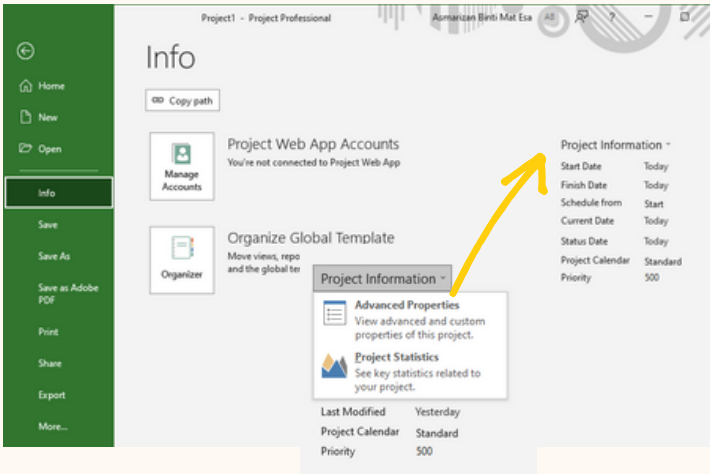 Project1 - Project Professional
Asmarizan Binti Mat Esa
AB
?
Info
Home
New
Open
Info
Save
Save As
Save as Adobe
PDF
Print
Share
Export
More...
Copy path
Manage
Accounts
Project Web App Accounts
You're not connected to Project Web App
Organizer
Organize Global Template
Move views, repo
and the global ter
Project Information
Advanced Properties
View advanced and custom
properties of this project.
Project Statistics
See key statistics related to
your project.
Last Modified Yesterday
Project Calendar Standard
Priority 500
Project Information
Start Date Today
Finish Date Today
Schedule from Start
Current Date Today
Status Date Today
Project Calendar Standard
Priority 500